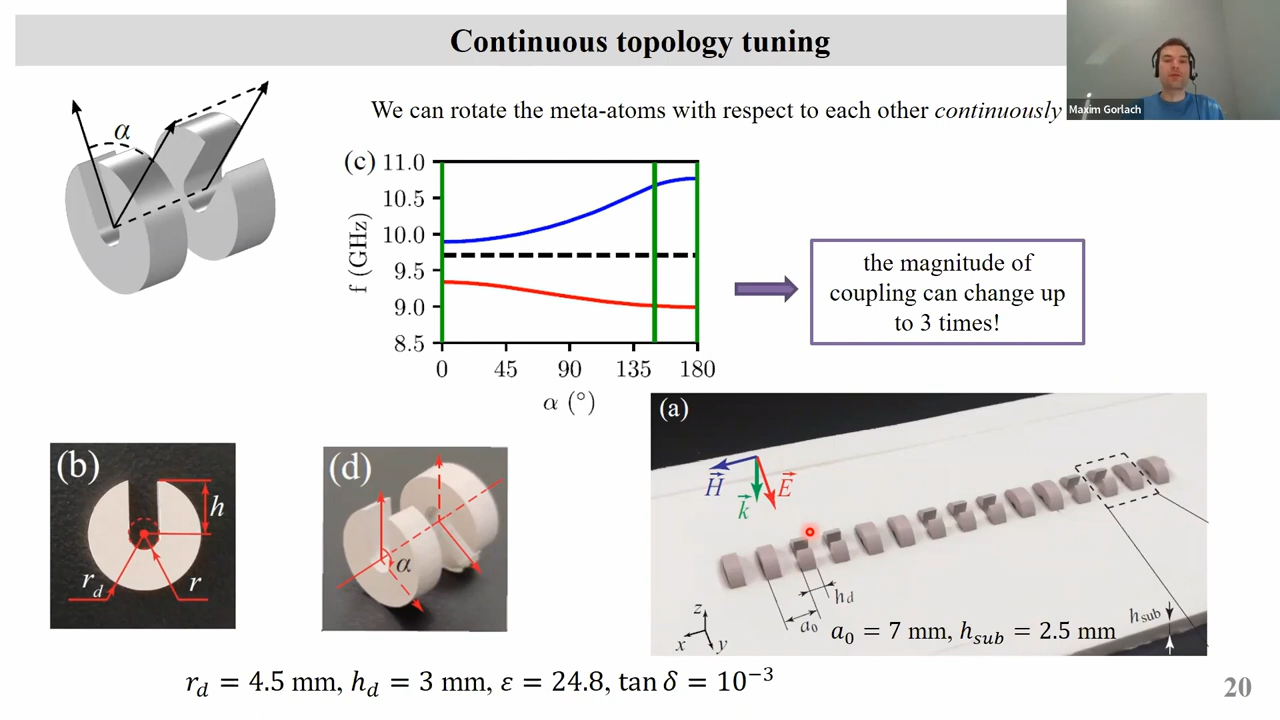 Continuous topology tuning
Maxim Gorlach
We can rotate the meta-atoms with respect to each other continuously
α
(c)
11.0
10.5
10.0
9.5
9.0
8.5
f (GHz)
0 45 90 135 180
α (°)
the magnitude of
coupling can change up
to 3 times!
(b)
h
r_d
r
(d)
α
(a)
H⃗
k⃗
E⃗
h_d
a_0
z
x
y
h_sub
a_0 = 7 mm, h_sub = 2.5 mm
r_d = 4.5 mm, h_d = 3 mm, ε = 24.8, tan δ = 10⁻³
20